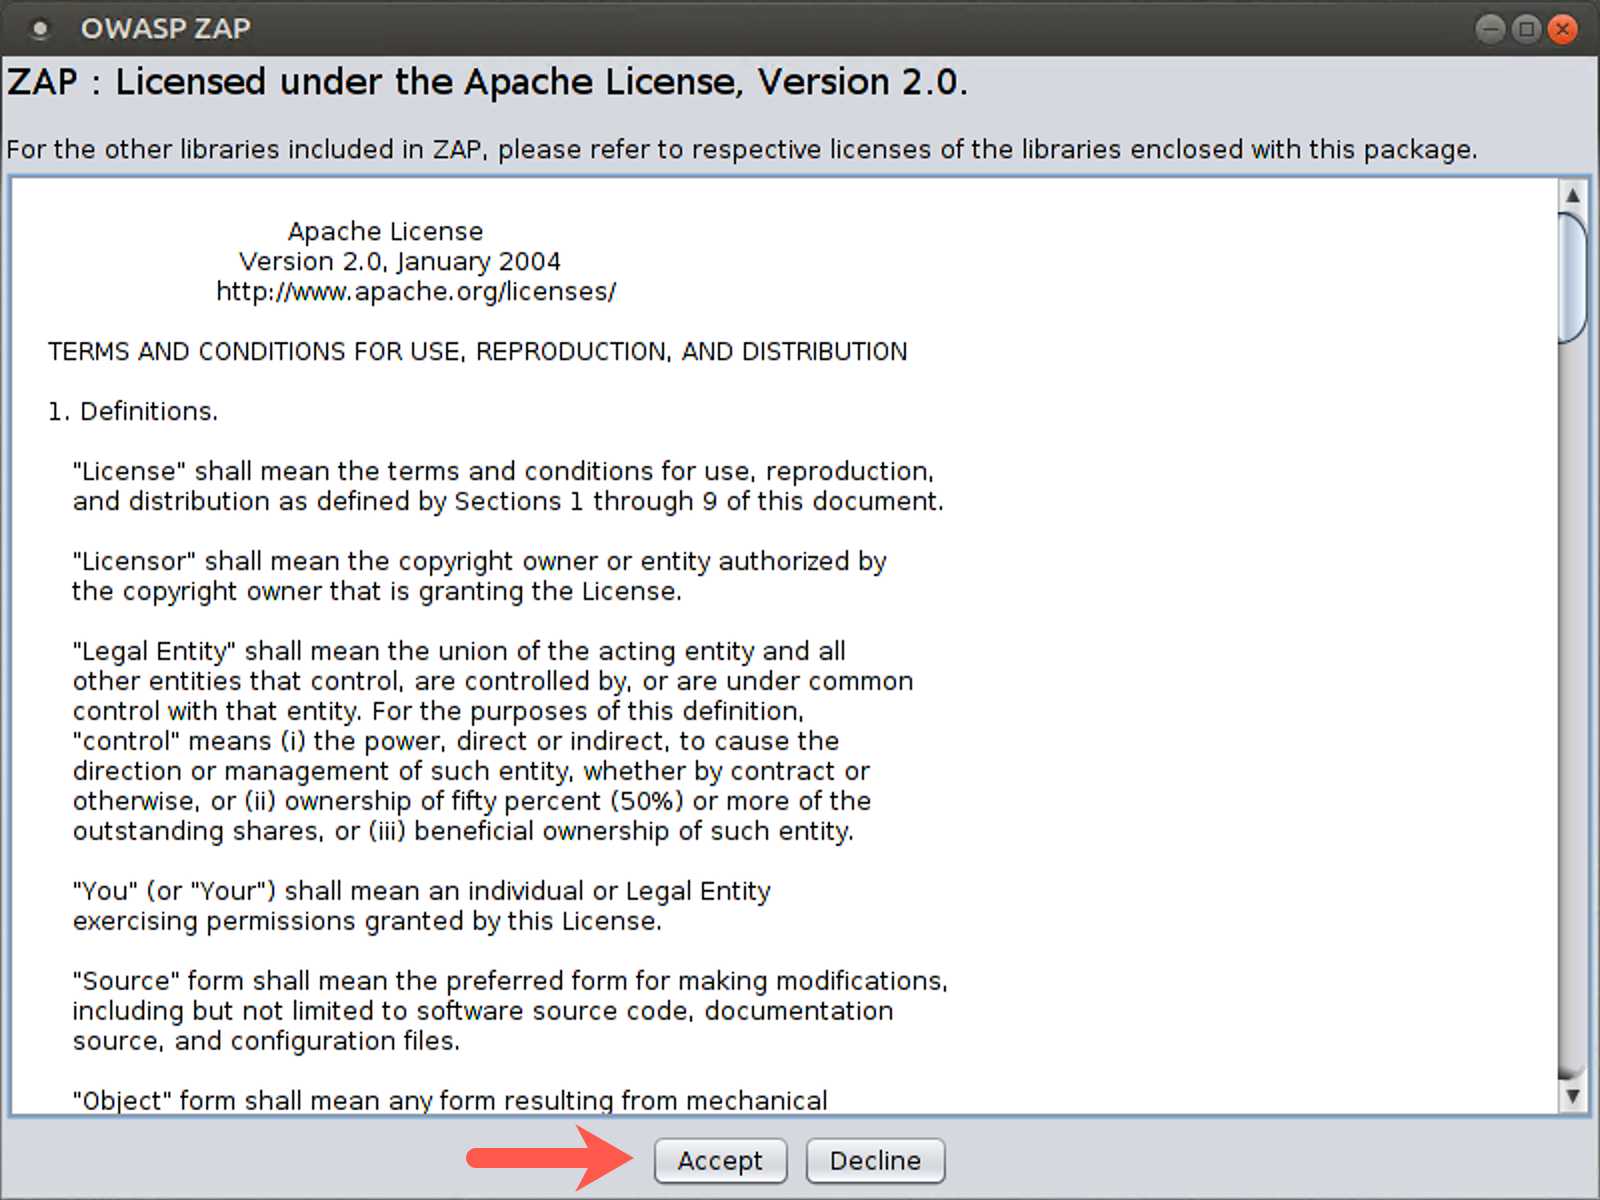 OWASP ZAP
ZAP : Licensed under the Apache License, Version 2.0.
For the other libraries included in ZAP, please refer to respective licenses of the libraries enclosed with this package.
Apache License
Version 2.0, January 2004
http://www.apache.org/licenses/
TERMS AND CONDITIONS FOR USE, REPRODUCTION, AND DISTRIBUTION
1. Definitions.
"License" shall mean the terms and conditions for use, reproduction,
and distribution as defined by Sections 1 through 9 of this document.
"Licensor" shall mean the copyright owner or entity authorized by
the copyright owner that is granting the License.
"Legal Entity" shall mean the union of the acting entity and all
other entities that control, are controlled by, or are under common
control with that entity. For the purposes of this definition,
"control" means (i) the power, direct or indirect, to cause the
direction or management of such entity, whether by contract or
otherwise, or (ii) ownership of fifty percent (50%) or more of the
outstanding shares, or (iii) beneficial ownership of such entity.
"You" (or "Your") shall mean an individual or Legal Entity
exercising permissions granted by this License.
"Source" form shall mean the preferred form for making modifications,
including but not limited to software source code, documentation
source, and configuration files.
"Object" form shall mean any form resulting from mechanical
Accept
Decline